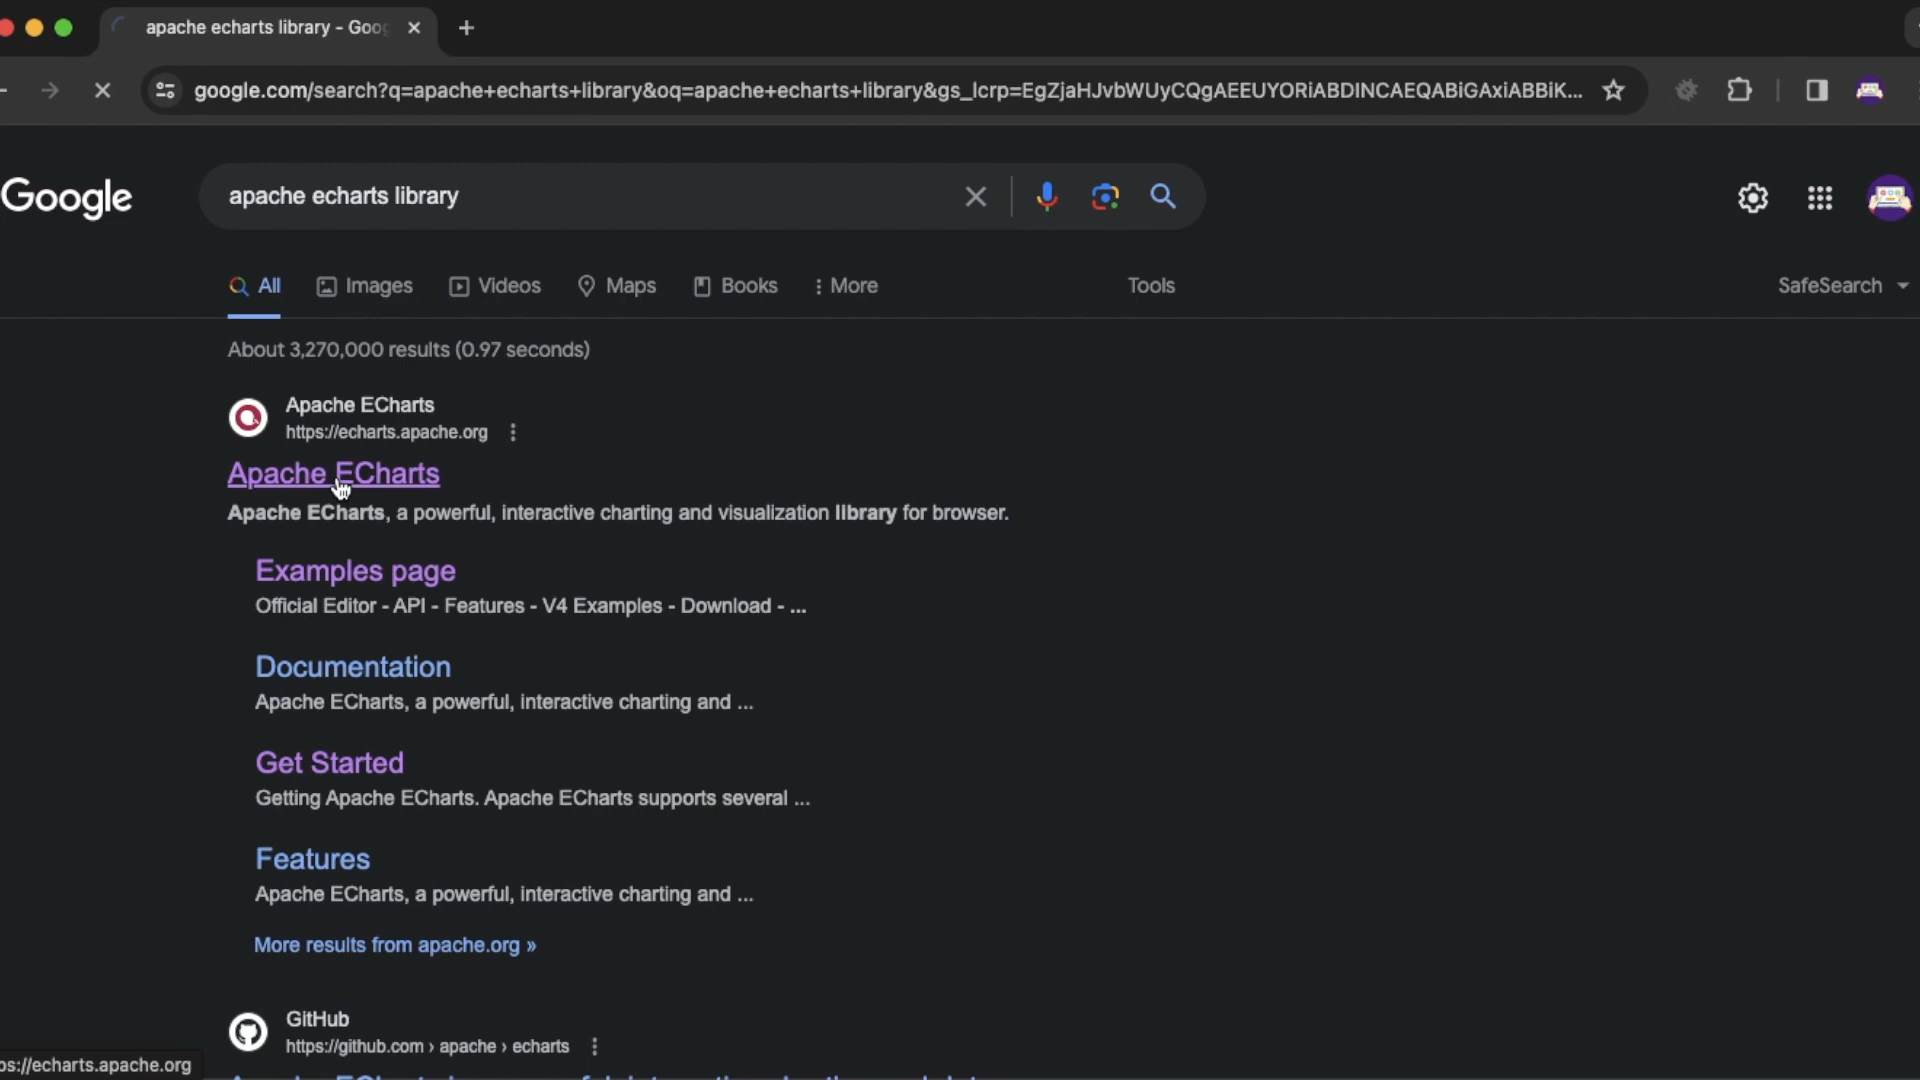 apache echarts library - Goog
google.com/search?q=apache+echarts+library&oq=apache+echarts+library&gs_lcrp=EgZjaHJvbWUyCQgAEEUYORiABDINCAEQABiGAxiABBiK...
Google
apache echarts library
All Images Videos Maps Books More Tools SafeSearch
About 3,270,000 results (0.97 seconds)
Apache ECharts
https://echarts.apache.org
Apache ECharts
Apache ECharts, a powerful, interactive charting and visualization library for browser.
Examples page
Official Editor - API - Features - V4 Examples - Download - ...
Documentation
Apache ECharts, a powerful, interactive charting and ...
Get Started
Getting Apache ECharts. Apache ECharts supports several ...
Features
Apache ECharts, a powerful, interactive charting and ...
More results from apache.org »
GitHub
https://github.com › apache › echarts
ps://echarts.apache.org